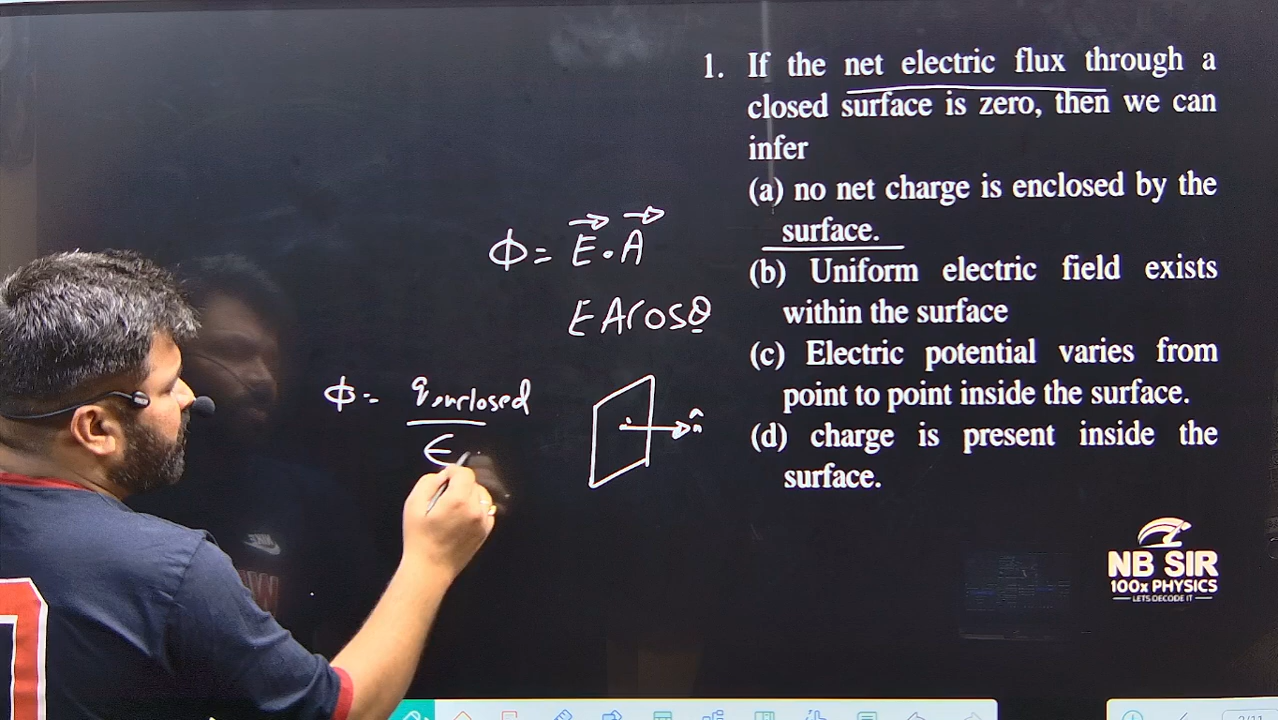 1. If the net electric flux through a
closed surface is zero, then we can
infer
(a) no net charge is enclosed by the
surface.
(b) Uniform electric field exists
within the surface
(c) Electric potential varies from
point to point inside the surface.
(d) charge is present inside the
surface.
ϕ = E⃗ · A⃗
EA cosθ
ϕ = q enclosed
ϵ
n̂
NB SIR
100x PHYSICS
LETS DECODE IT